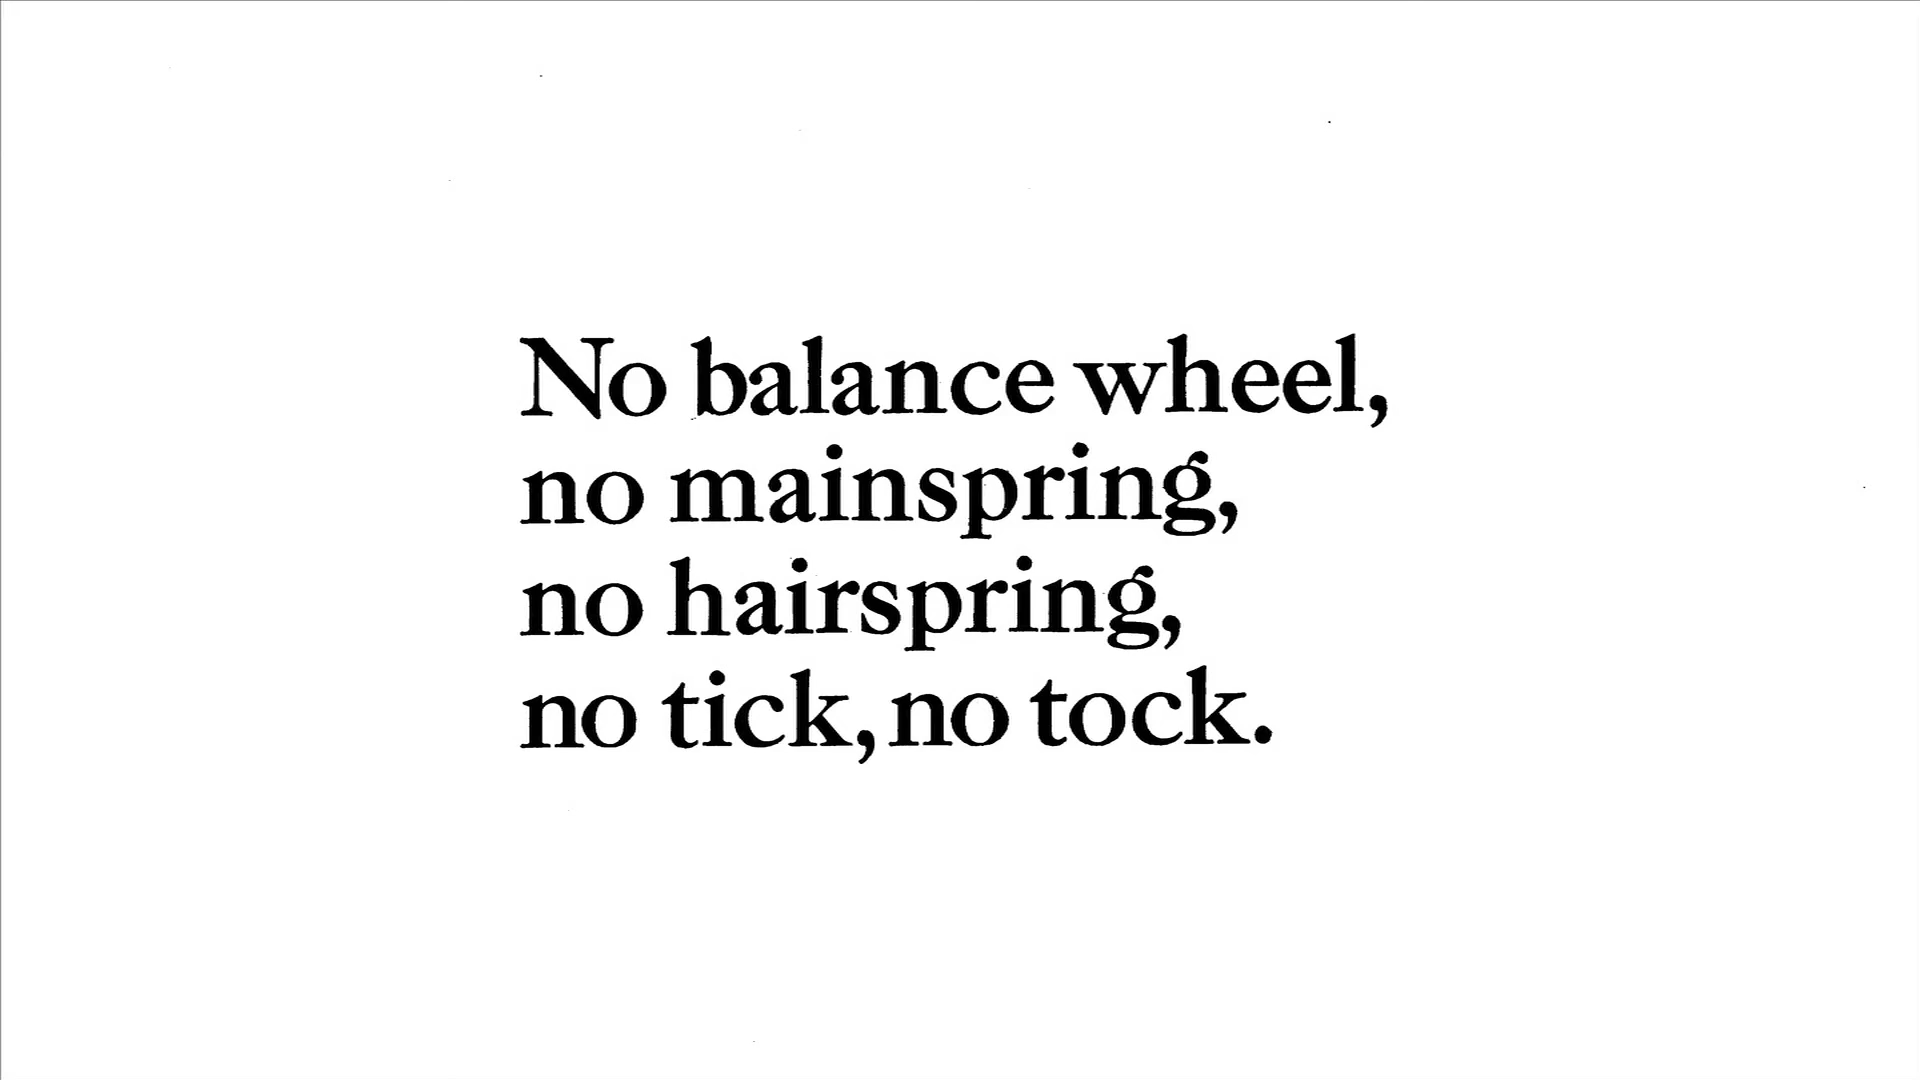 No balance wheel,
no mainspring,
no hairspring,
no tick, no tock.